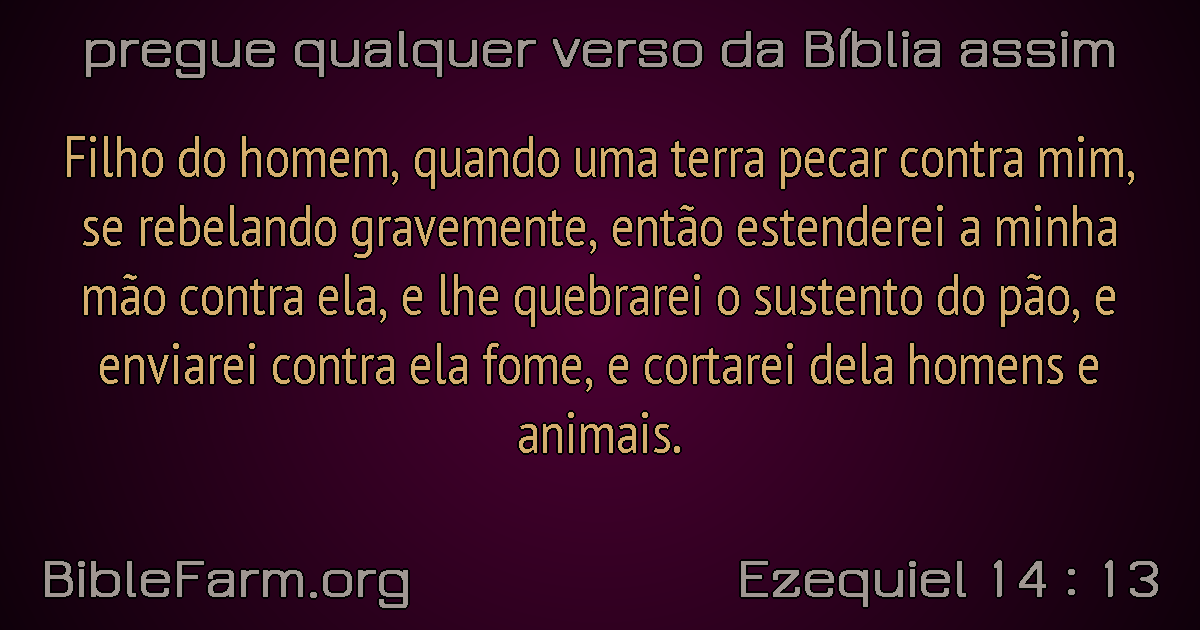 pregue qualquer verso da Bíblia assim
Filho do homem, quando uma terra pecar contra mim,
se rebelando gravemente, então estenderei a minha
mão contra ela, e lhe quebrarei o sustento do pão, e
enviarei contra ela fome, e cortarei dela homens e
animais.
BibleFarm.org
Ezequiel 14 : 13